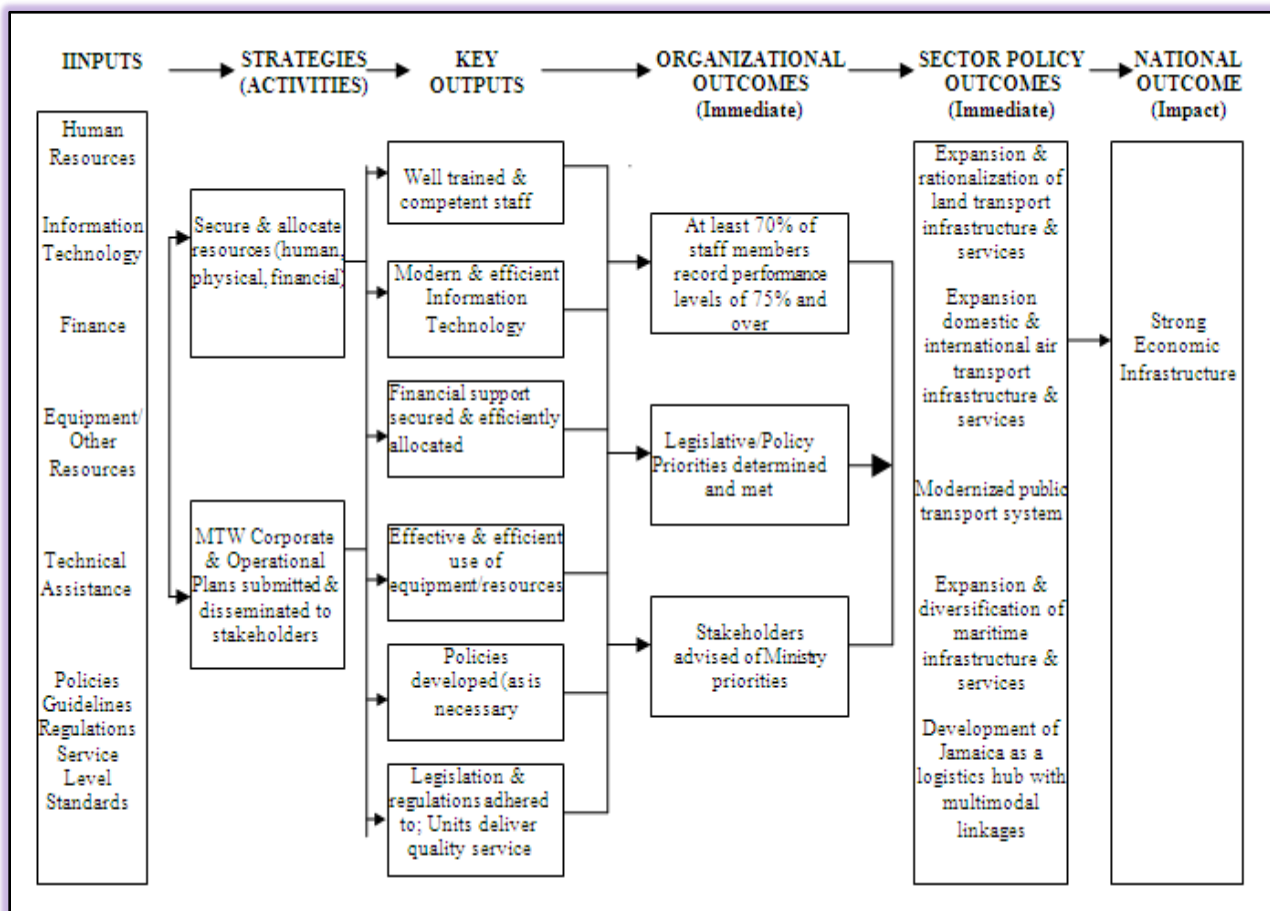 IINPUTS
STRATEGIES
(ACTIVITIES)
KEY
OUTPUTS
ORGANIZATIONAL
OUTCOMES
(Immediate)
SECTOR POLICY
OUTCOMES
(Immediate)
NATIONAL
OUTCOME
(Impact)
Human
Resources
Information
Technology
Finance
Equipment/
Other
Resources
Technical
Assistance
Policies
Guidelines
Regulations
Service
Level
Standards
Secure & allocate
resources (human,
physical, financial)
MTW Corporate
& Operational
Plans submitted &
disseminated to
stakeholders
Well trained &
competent staff
Modern & efficient
Information
Technology
Financial support
secured & efficiently
allocated
Effective & efficient
use of
equipment/resources
Policies
developed (as is
necessary
Legislation &
regulations adhered
to; Units deliver
quality service
At least 70% of
staff members
record performance
levels of 75% and
over
Legislative/Policy
Priorities determined
and met
Stakeholders
advised of Ministry
priorities
Expansion &
rationalization of
land transport
infrastructure &
services
Expansion
domestic &
international air
transport
infrastructure &
services
Modernized public
transport system
Expansion &
diversification of
maritime
infrastructure &
services
Development of
Jamaica as a
logistics hub with
multimodal
linkages
Strong
Economic
Infrastructure